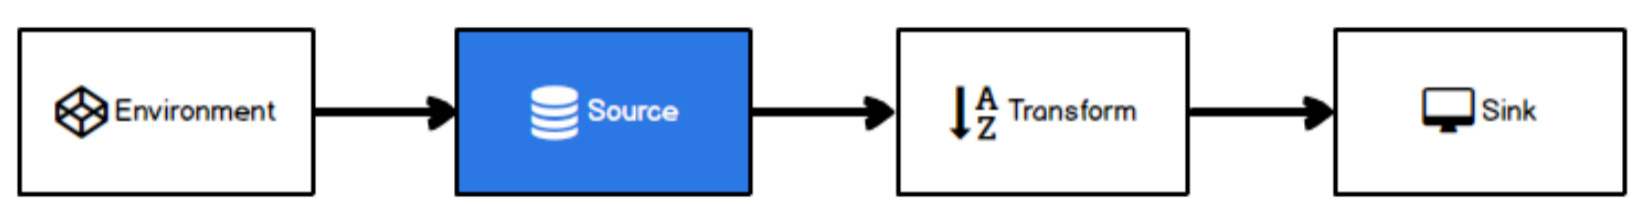 Environment
Source
A
Z
Transform
Sink